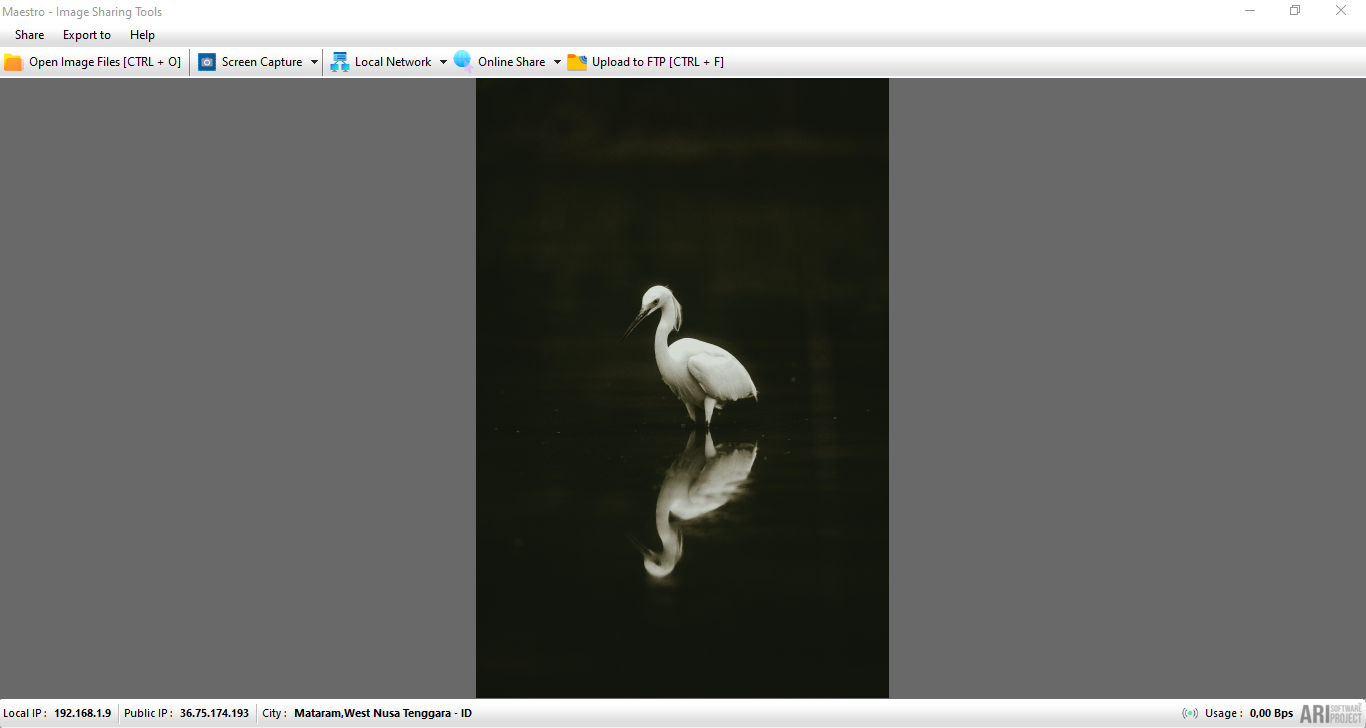 Maestro - Image Sharing Tools
Share Export to Help
Open Image Files [CTRL + O] Screen Capture Local Network Online Share Upload to FTP [CTRL + F]
Local IP : 192.168.1.9 Public IP : 36.75.174.193 City : Mataram,West Nusa Tenggara - ID Usage : 0,00 Bps ARI SOFTWARE PROJECT